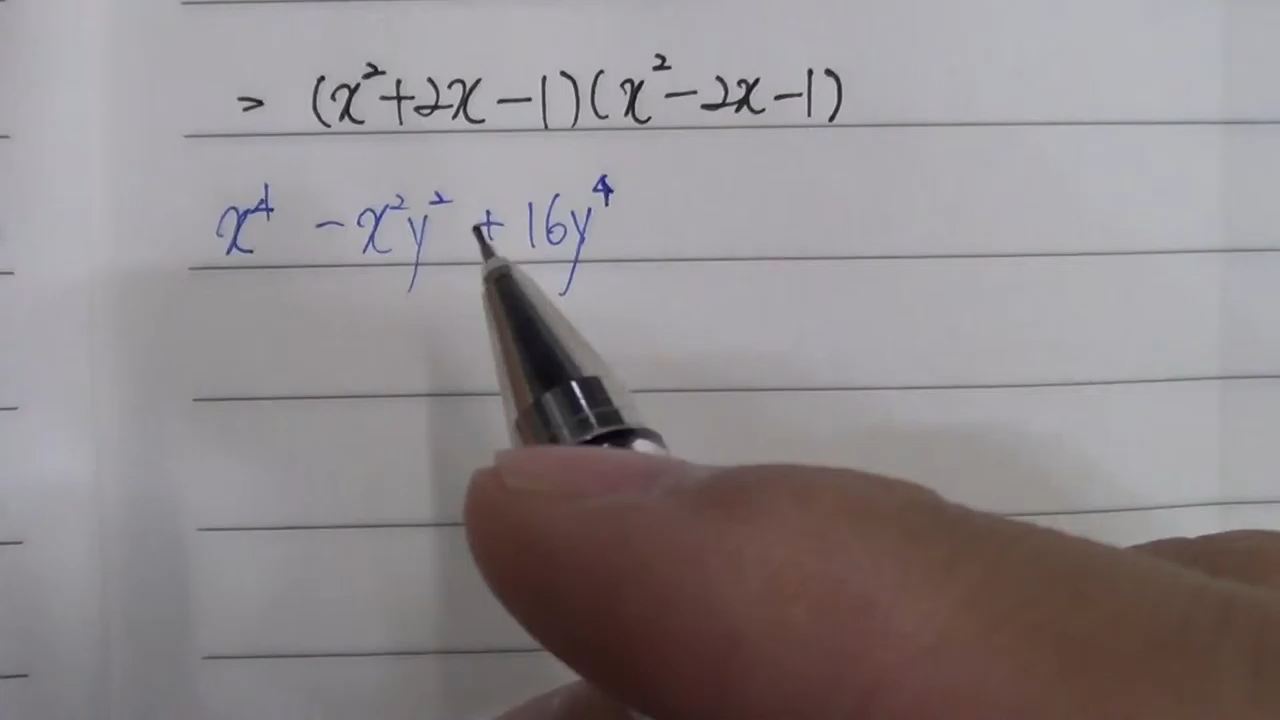 = (x²+2x-1)(x²-2x-1)
x⁴ - x²y² + 16y⁴